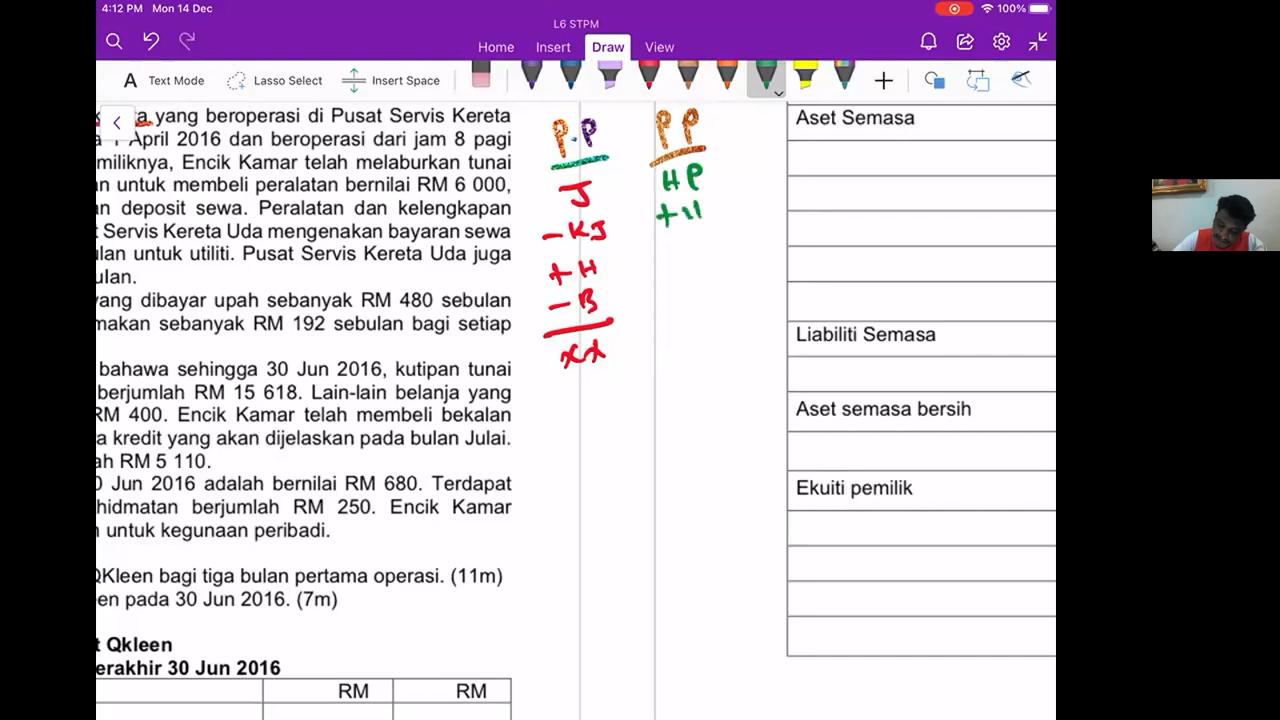 4:12 PM Mon 14 Dec
100%
L6 STPM
Home Insert Draw View
Text Mode Lasso Select Insert Space
yang beroperasi di Pusat Servis Kereta
April 2016 dan beroperasi dari jam 8 pagi
miliknya, Encik Kamar telah melaburkan tunai
n untuk membeli peralatan bernilai RM 6 000,
n deposit sewa. Peralatan dan kelengkapan
t Servis Kereta Uda mengenakan bayaran sewa
ulan untuk utiliti. Pusat Servis Kereta Uda juga
ulan.
yang dibayar upah sebanyak RM 480 sebulan
makan sebanyak RM 192 sebulan bagi setiap
bahawa sehingga 30 Jun 2016, kutipan tunai
berjumlah RM 15 618. Lain-lain belanja yang
RM 400. Encik Kamar telah membeli bekalan
a kredit yang akan dijelaskan pada bulan Julai.
ah RM 5 110.
0 Jun 2016 adalah bernilai RM 680. Terdapat
hidmatan berjumlah RM 250. Encik Kamar
n untuk kegunaan peribadi.
QKleen bagi tiga bulan pertama operasi. (11m)
een pada 30 Jun 2016. (7m)
t Qkleen
erakhir 30 Jun 2016
RM RM
P.P
J
- KJ
+ H
- B
xx
PP
HP
+ U
Aset Semasa
Liabiliti Semasa
Aset semasa bersih
Ekuiti pemilik